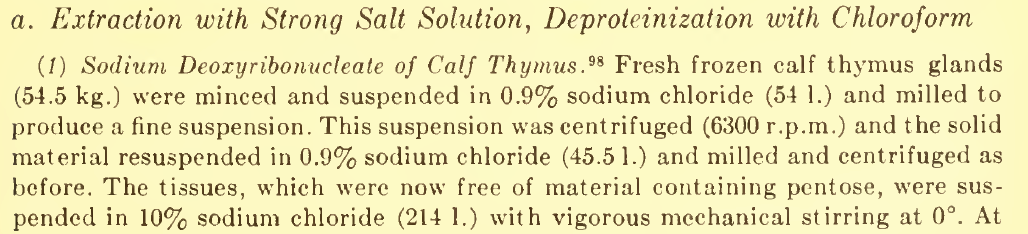 a. Extraction with Strong Salt Solution, Deproteinization with Chloroform
(1) Sodium Deoxyribonucleate of Calf Thymus.⁹⁸ Fresh frozen calf thymus glands
(54.5 kg.) were minced and suspended in 0.9% sodium chloride (54 l.) and milled to
produce a fine suspension. This suspension was centrifuged (6300 r.p.m.) and the solid
material resuspended in 0.9% sodium chloride (45.5 l.) and milled and centrifuged as
before. The tissues, which were now free of material containing pentose, were sus-
pended in 10% sodium chloride (214 l.) with vigorous mechanical stirring at 0°. At